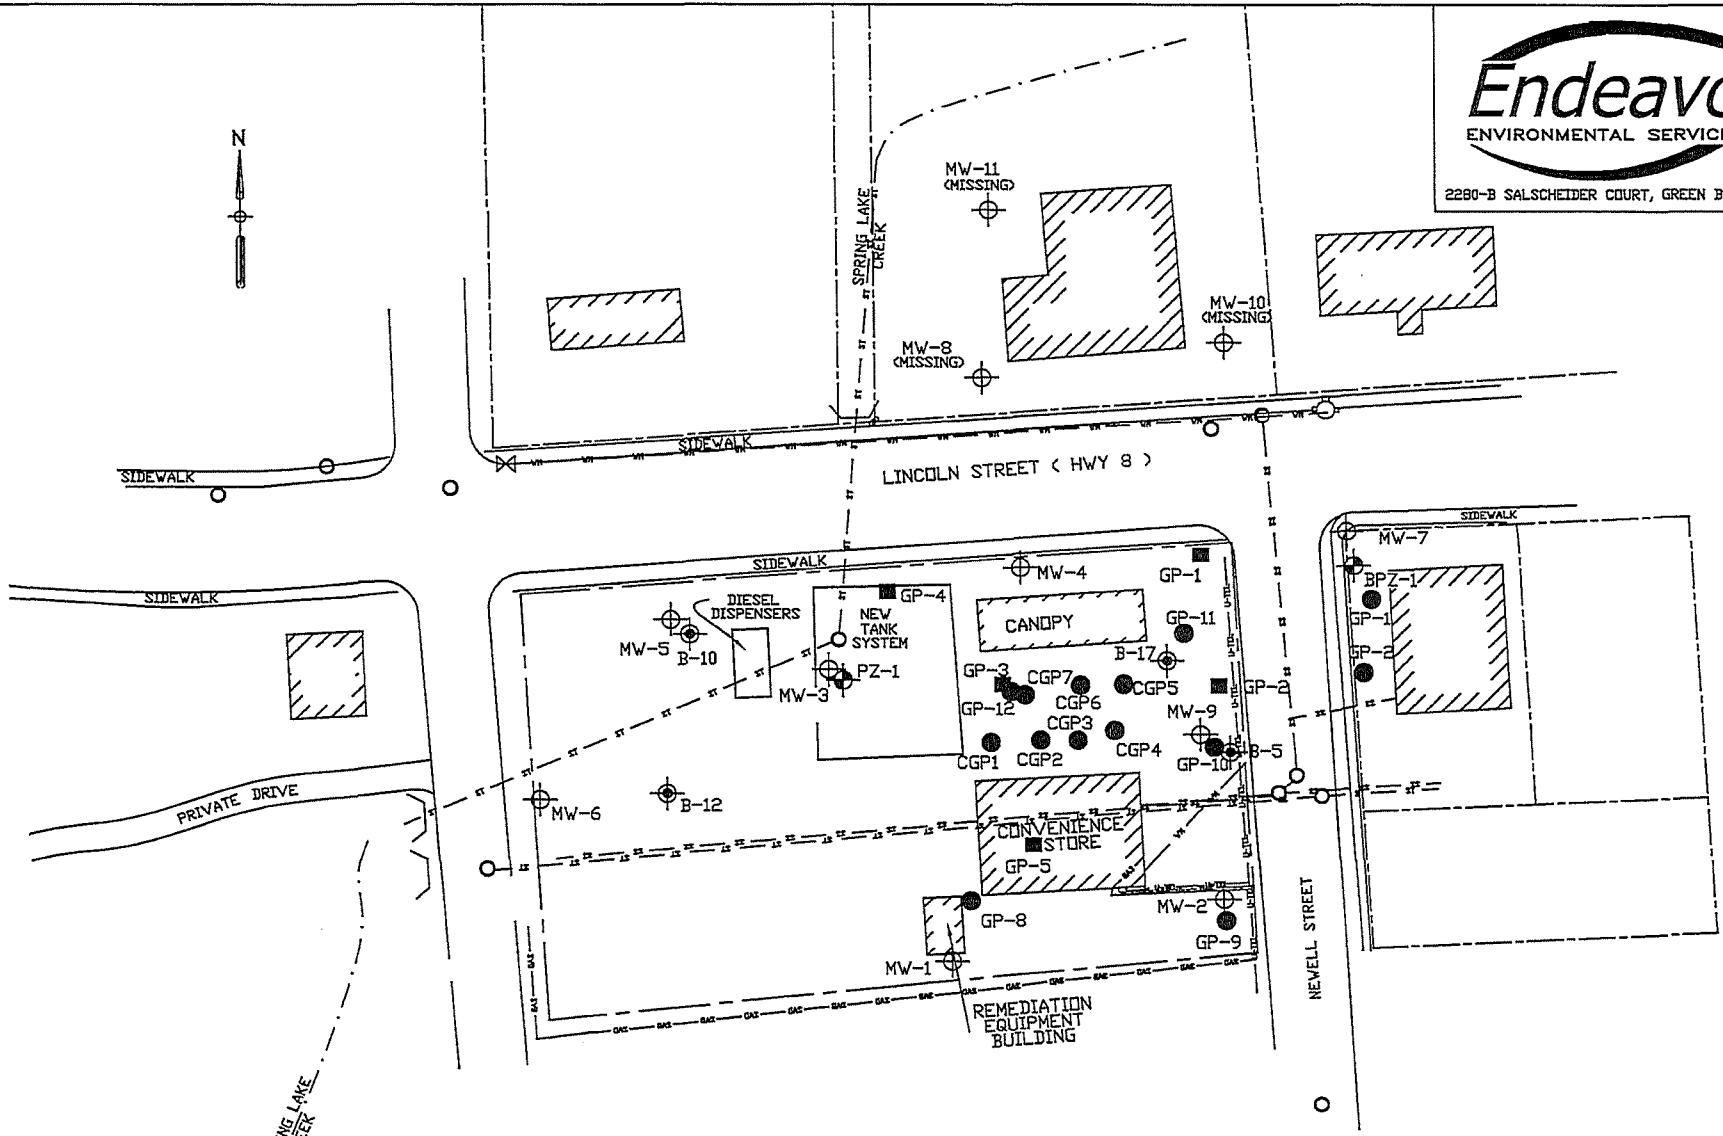 Endeavo
ENVIRONMENTAL SERVIC
2280-B SALSCHEIDER COURT, GREEN B
N
MW-11
(MISSING)
SPRING LAKE
CREEK
MW-10
(MISSING)
MW-8
(MISSING)
SIDEWALK
SIDEWALK
LINCOLN STREET ( HWY 8 )
SIDEWALK
MW-7
SIDEWALK
MW-4
GP-1
BPZ-1
SIDEWALK
DIESEL
DISPENSERS
GP-4
NEW
TANK
SYSTEM
CANOPY
GP-11
GP-1
MW-5
B-10
B-17
GP-2
MW-3
PZ-1
GP-3
CGP7
CGP6
CGP5
GP-2
GP-12
CGP3
MW-9
CGP1
CGP2
CGP4
GP-10
B-5
PRIVATE DRIVE
MW-6
B-12
CONVENIENCE
STORE
GP-5
MW-2
GP-8
GP-9
MW-1
NEWELL STREET
REMEDIATION
EQUIPMENT
BUILDING
GAS
NG LAKE
EEK